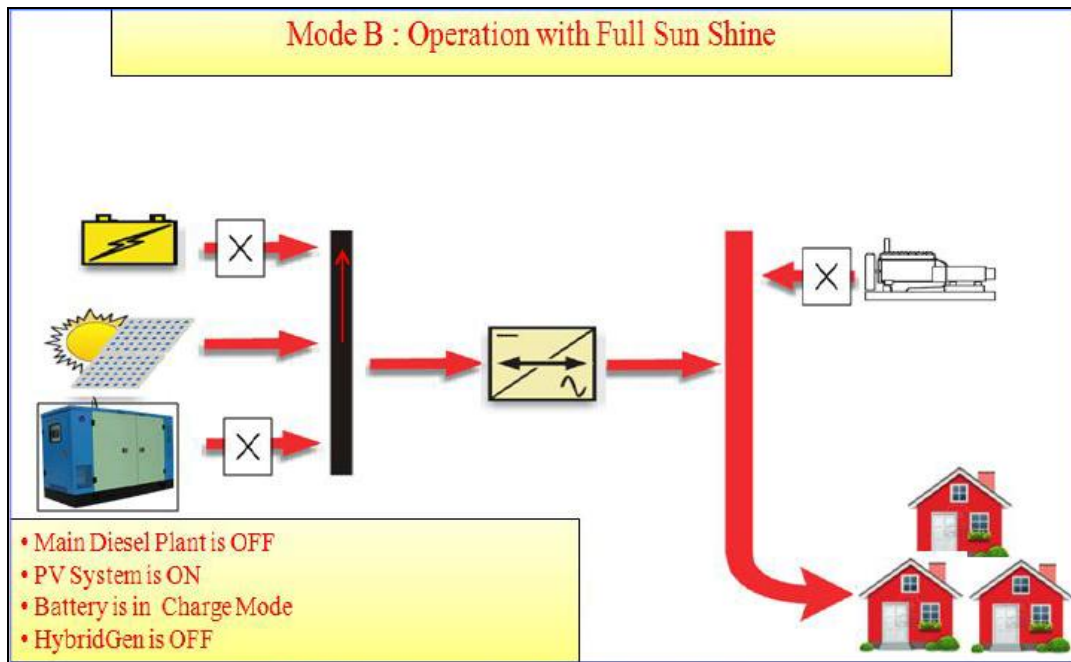 Mode B : Operation with Full Sun Shine
X
X
X
• Main Diesel Plant is OFF
• PV System is ON
• Battery is in Charge Mode
• HybridGen is OFF